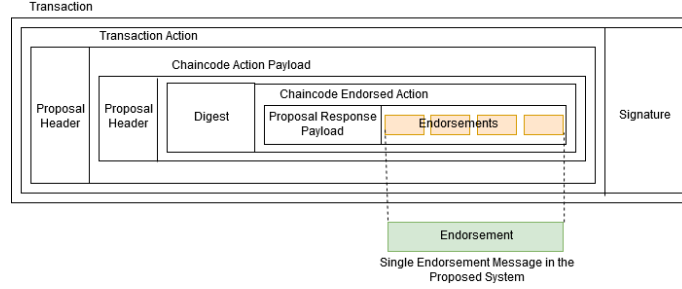 Transaction
Transaction Action
Chaincode Action Payload
Chaincode Endorsed Action
Proposal
Header
Proposal
Header
Digest
Proposal Response
Payload
Endorsements
Signature
Endorsement
Single Endorsement Message in the
Proposed System